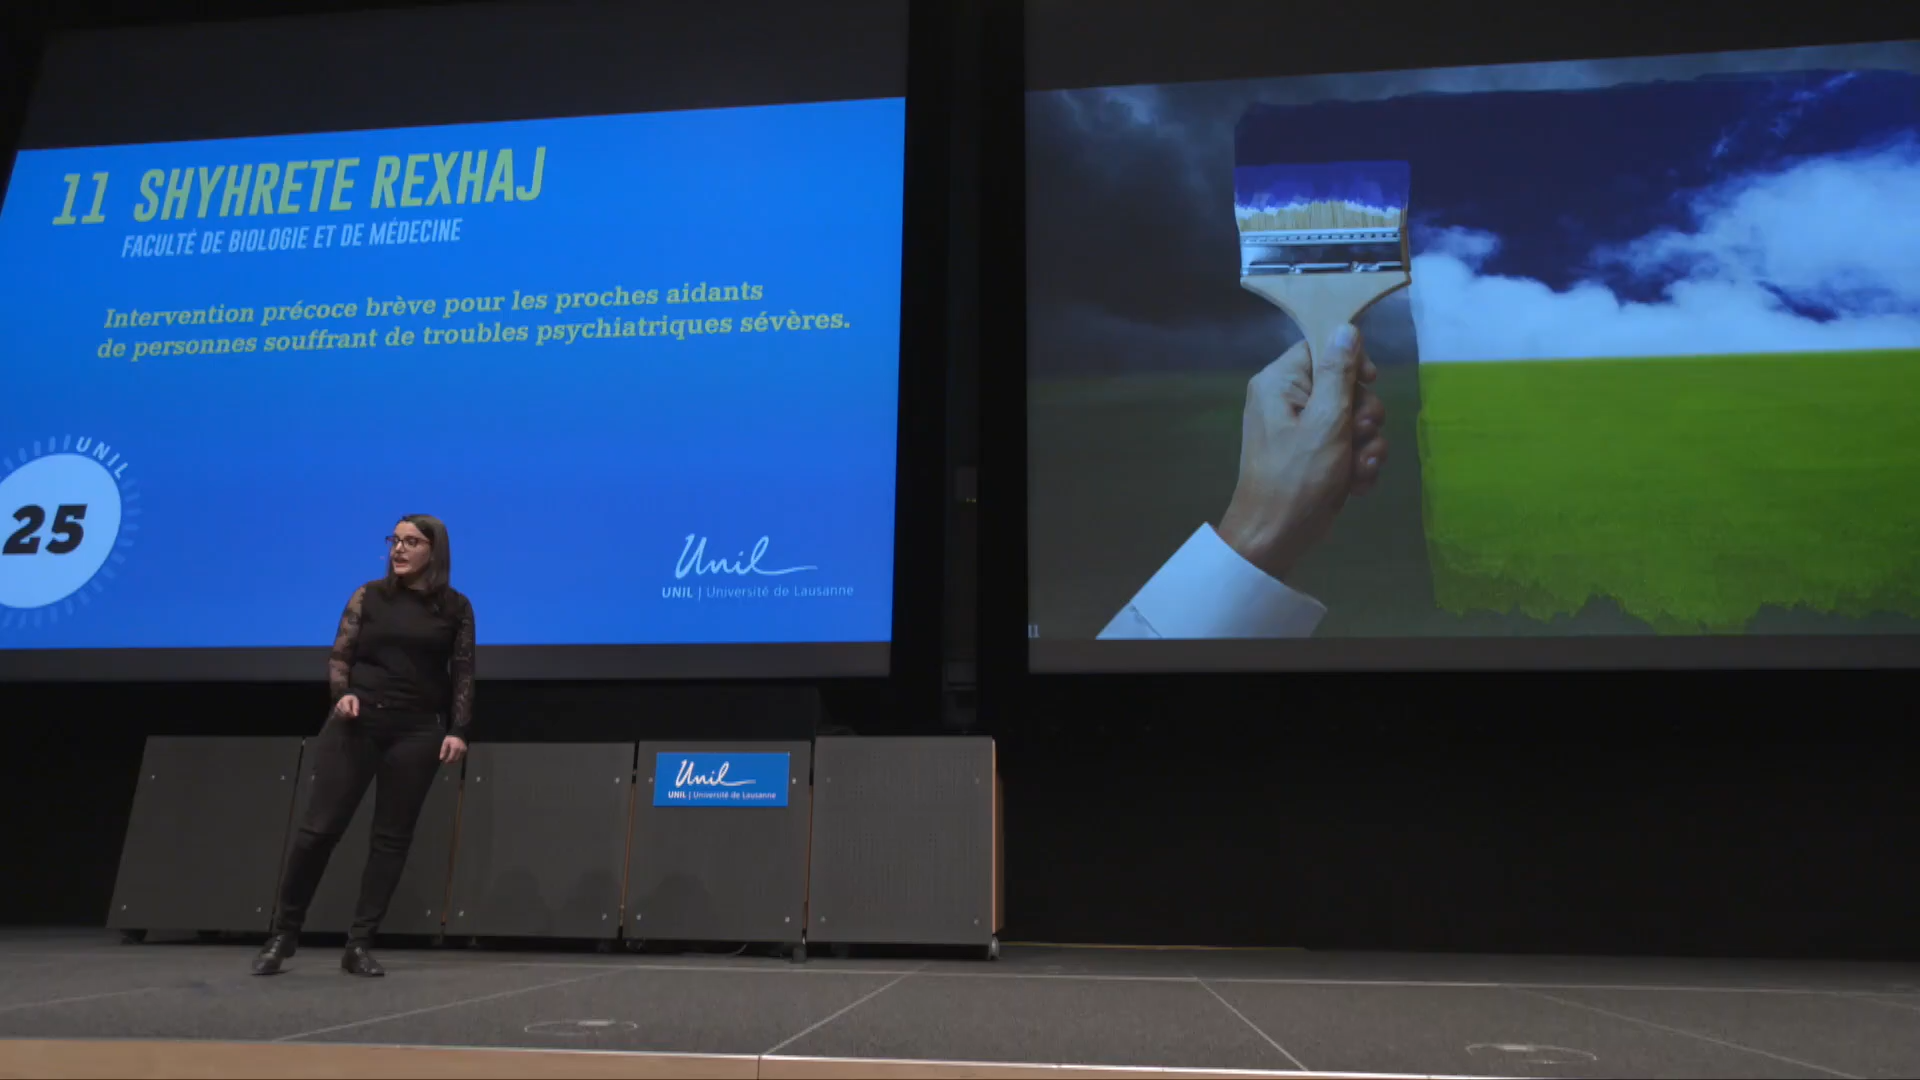 11 SHYHRETE REXHAJ
FACULTÉ DE BIOLOGIE ET DE MÉDECINE
Intervention précoce brève pour les proches aidants
de personnes souffrant de troubles psychiatriques sévères.
UNIL
25
Unil
UNIL | Université de Lausanne
11
Unil
UNIL | Université de Lausanne